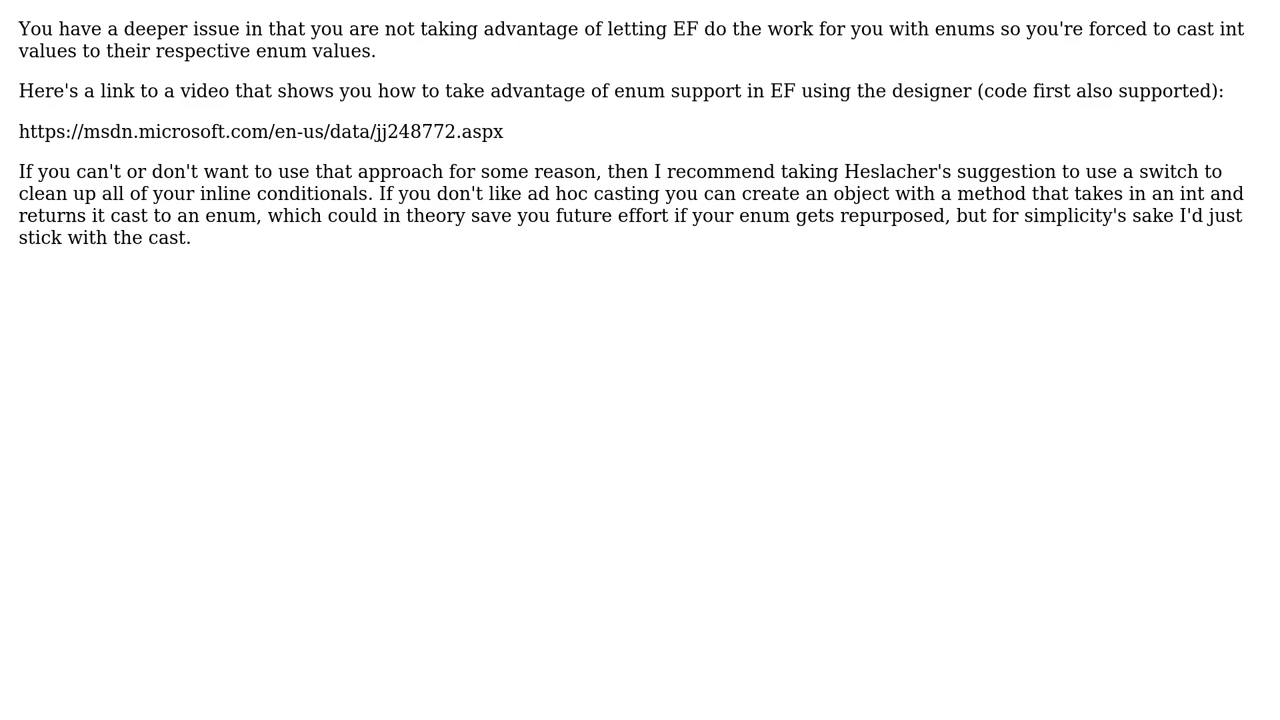 You have a deeper issue in that you are not taking advantage of letting EF do the work for you with enums so you're forced to cast int
values to their respective enum values.
Here's a link to a video that shows you how to take advantage of enum support in EF using the designer (code first also supported):
https://msdn.microsoft.com/en-us/data/jj248772.aspx
If you can't or don't want to use that approach for some reason, then I recommend taking Heslacher's suggestion to use a switch to
clean up all of your inline conditionals. If you don't like ad hoc casting you can create an object with a method that takes in an int and
returns it cast to an enum, which could in theory save you future effort if your enum gets repurposed, but for simplicity's sake I'd just
stick with the cast.